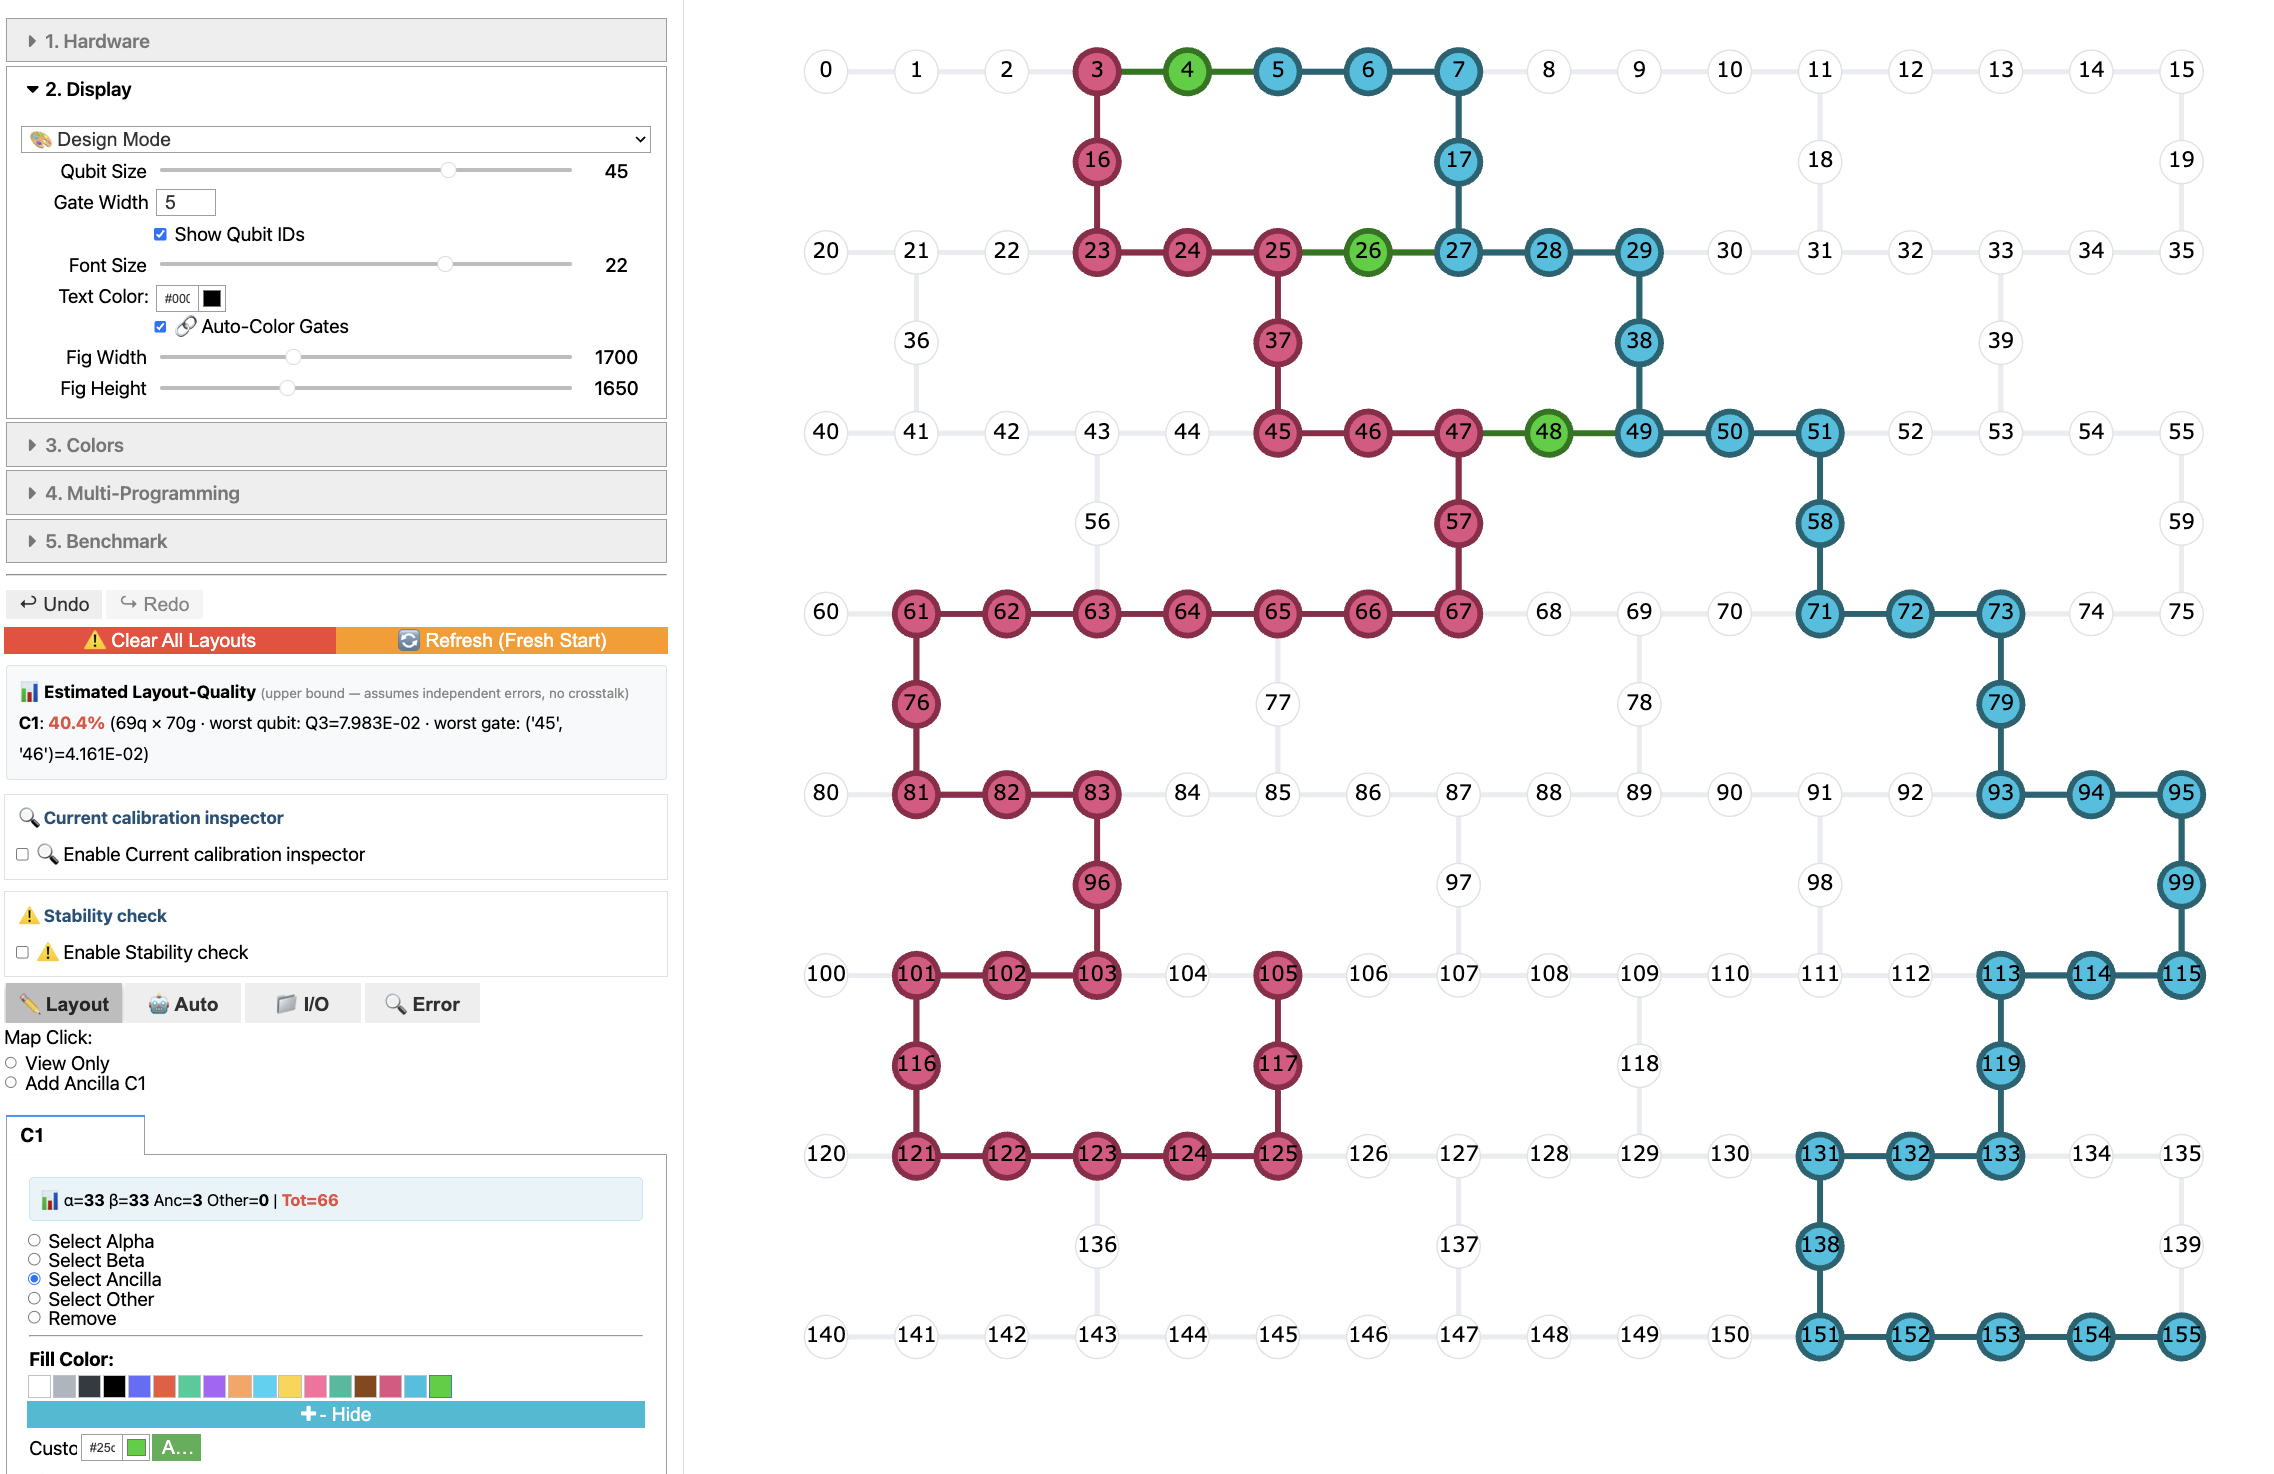 1. Hardware
2. Display
Design Mode
Qubit Size 45
Gate Width 5
Show Qubit IDs
Font Size 22
Text Color: #000
Auto-Color Gates
Fig Width 1700
Fig Height 1650
3. Colors
4. Multi-Programming
5. Benchmark
Undo Redo
Clear All Layouts Refresh (Fresh Start)
Estimated Layout-Quality (upper bound — assumes independent errors, no crosstalk)
C1: 40.4% (69q × 70g · worst qubit: Q3=7.983E-02 · worst gate: ('45',
'46')=4.161E-02)
Current calibration inspector
Enable Current calibration inspector
Stability check
Enable Stability check
Layout Auto I/O Error
Map Click:
View Only
Add Ancilla C1
C1
α=33 β=33 Anc=3 Other=0 | Tot=66
Select Alpha
Select Beta
Select Ancilla
Select Other
Remove
Fill Color:
- Hide
Custo #25c A...
0 1 2 3 4 5 6 7 8 9 10 11 12 13 14 15
16 17 18 19
20 21 22 23 24 25 26 27 28 29 30 31 32 33 34 35
36 37 38 39
40 41 42 43 44 45 46 47 48 49 50 51 52 53 54 55
56 57 58 59
60 61 62 63 64 65 66 67 68 69 70 71 72 73 74 75
76 77 78 79
80 81 82 83 84 85 86 87 88 89 90 91 92 93 94 95
96 97 98 99
100 101 102 103 104 105 106 107 108 109 110 111 112 113 114 115
116 117 118 119
120 121 122 123 124 125 126 127 128 129 130 131 132 133 134 135
136 137 138 139
140 141 142 143 144 145 146 147 148 149 150 151 152 153 154 155